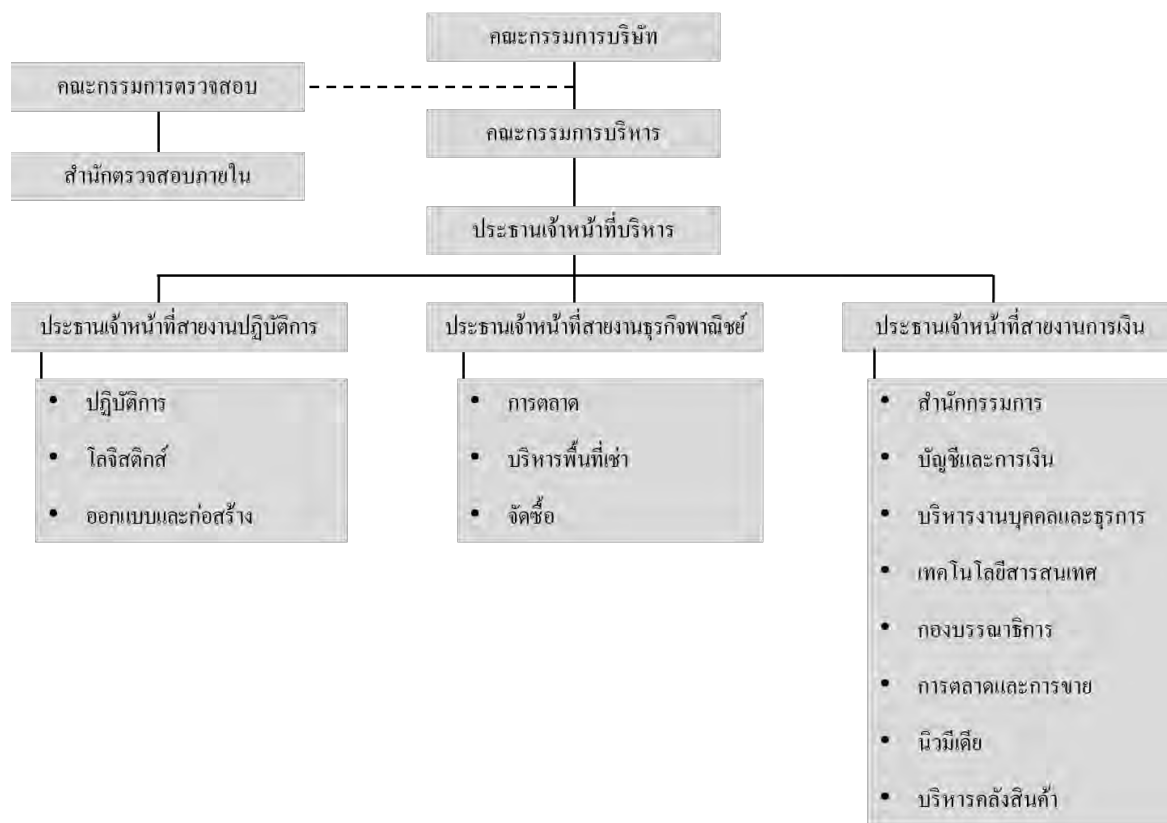 คณะกรรมการบริษัท
คณะกรรมการตรวจสอบ
คณะกรรมการบริหาร
สำนักตรวจสอบภายใน
ประธานเจ้าหน้าที่บริหาร
ประธานเจ้าหน้าที่สายงานปฏิบัติการ
• ปฏิบัติการ
• โลจิสติกส์
• ออกแบบและก่อสร้าง
ประธานเจ้าหน้าที่สายงานธุรกิจพาณิชย์
• การตลาด
• บริหารพื้นที่เช่า
• จัดซื้อ
ประธานเจ้าหน้าที่สายงานการเงิน
• สำนักกรรมการ
• บัญชีและการเงิน
• บริหารงานบุคคลและธุรการ
• เทคโนโลยีสารสนเทศ
• กองบรรณาธิการ
• การตลาดและการขาย
• นิวมีเดีย
• บริหารคลังสินค้า